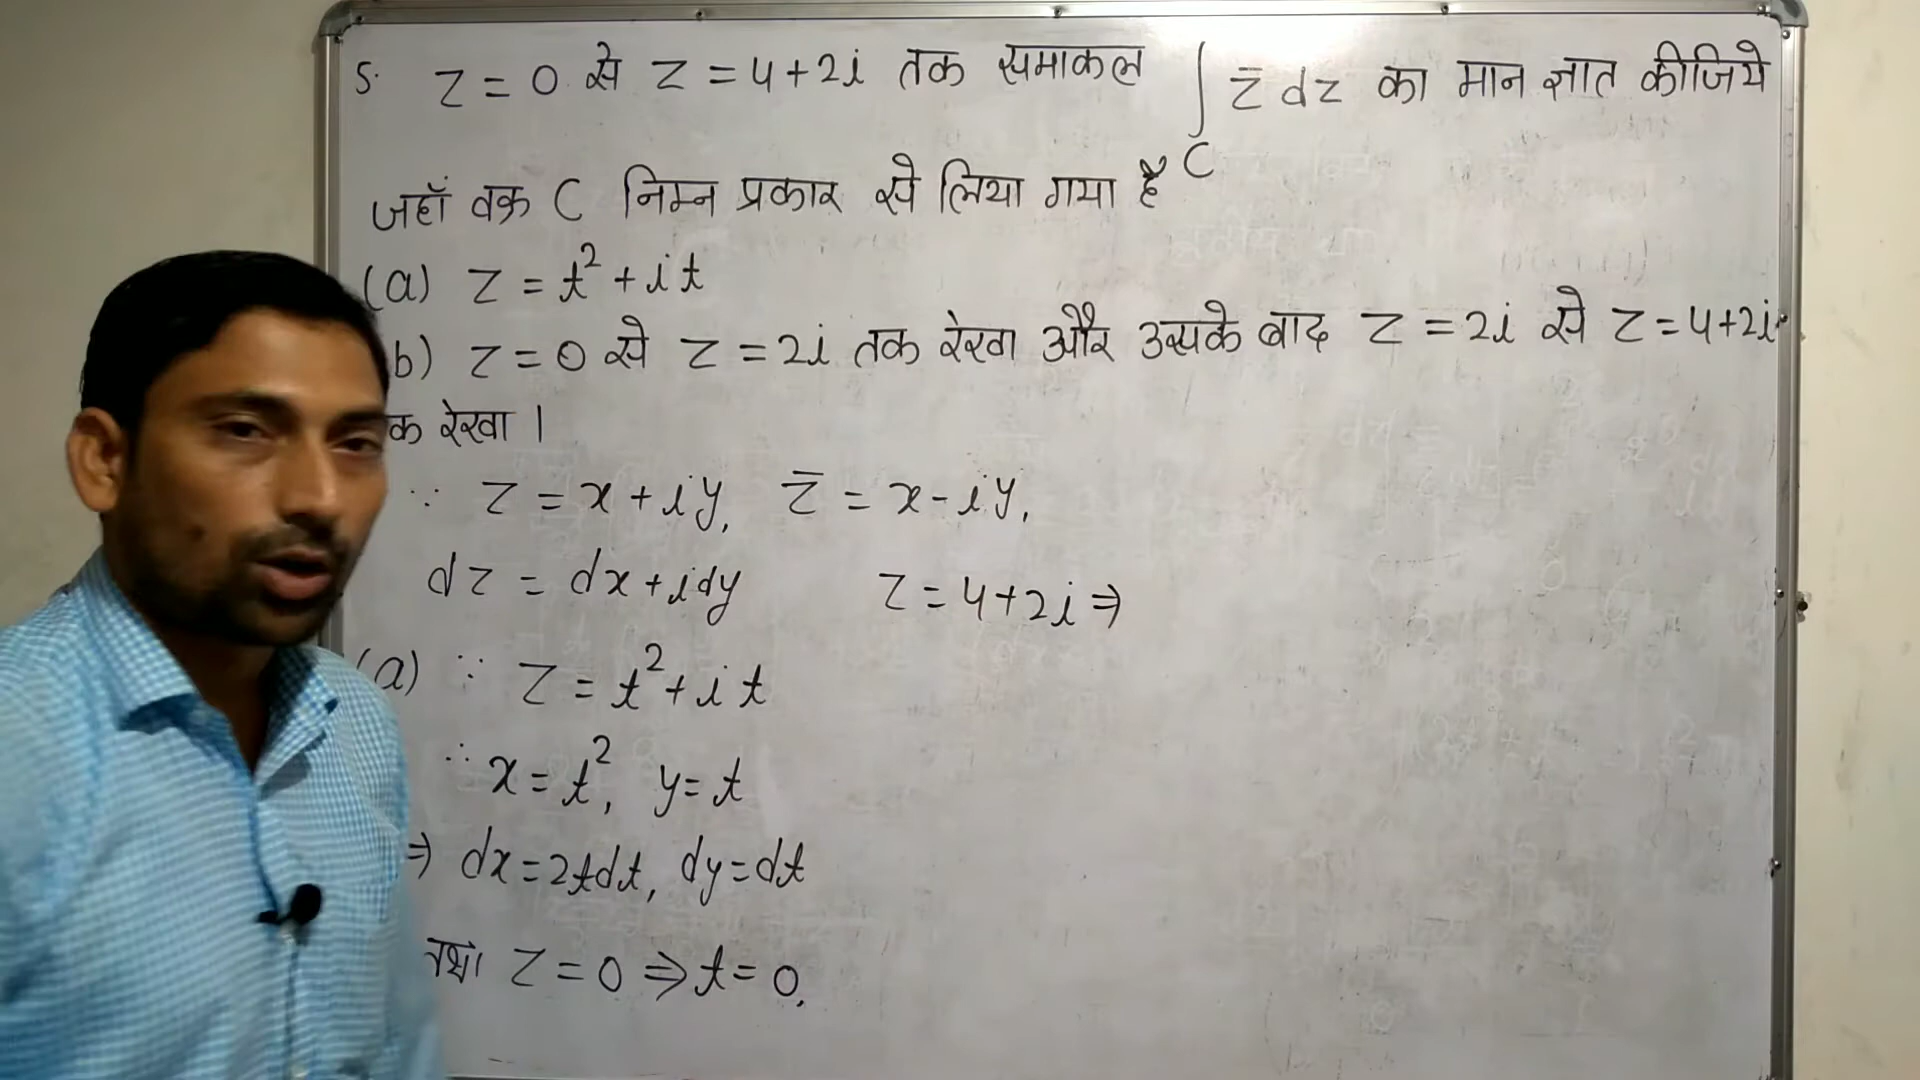 5. z = 0 से z = 4+2i तक समाकल ∫_C z̄ dz का मान ज्ञात कीजिये
जहाँ वक्र C निम्न प्रकार से लिया गया है
(a) z = t² + it
b) z = 0 से z = 2i तक रेखा और उसके बाद z = 2i से z = 4+2i
क रेखा ।
∵ z = x + iy, z̄ = x - iy,
dz = dx + idy z = 4+2i ⇒
(a) ∵ z = t² + it
∴ x = t², y = t
⇒ dx = 2tdt, dy = dt
तथा z = 0 ⇒ t = 0,